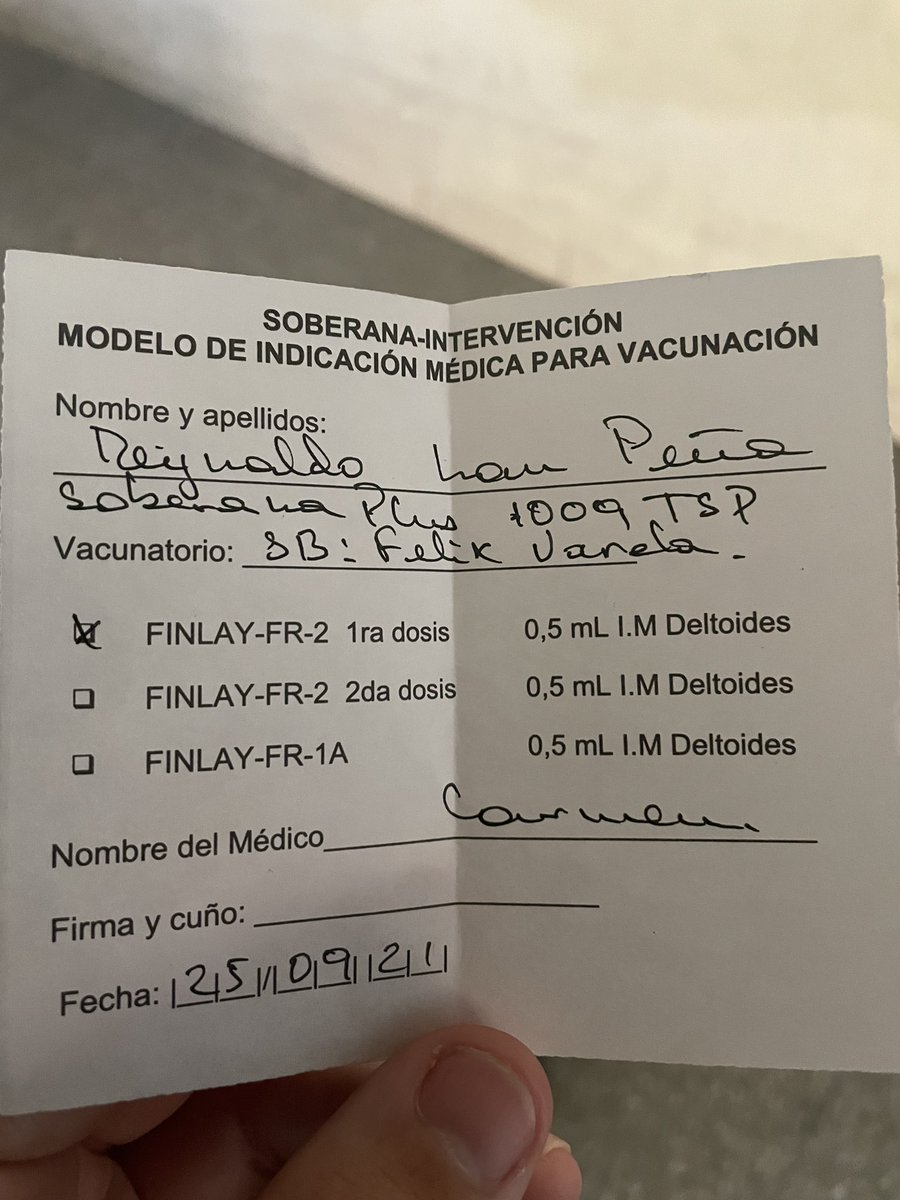 SOBERANA-INTERVENCIÓN
MODELO DE INDICACIÓN MÉDICA PARA VACUNACIÓN
Nombre y apellidos:
Reynaldo Peña
Soberana Plus 1009 TSP
Vacunatorio: SB: Felix Varela.
FINLAY-FR-2 1ra dosis 0,5 mL I.M Deltoides
FINLAY-FR-2 2da dosis 0,5 mL I.M Deltoides
FINLAY-FR-1A 0,5 mL I.M Deltoides
Nombre del Médico Carmen
Firma y cuño:
Fecha: 25/09/21